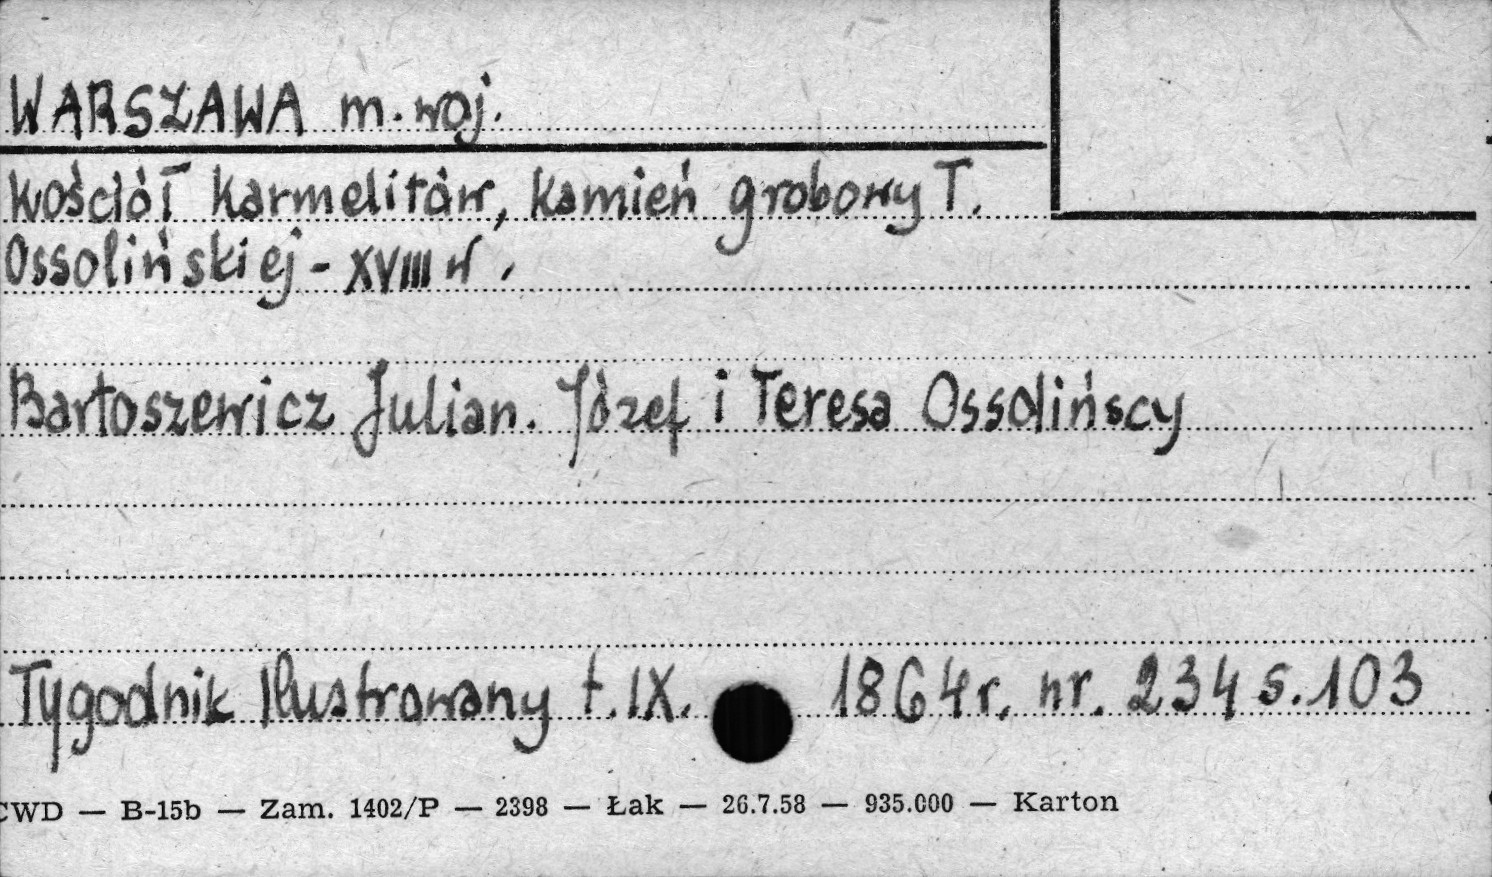 WARSZAWA m. woj.
Kościół Karmelitów, kamień grobowy T.
Ossolińskiej - XVIII w.
Bartoszewicz Julian. Józef i Teresa Ossolińscy
Tygodnik Ilustrowany t. IX. 1864 r. nr. 234 s. 103
CWD — B-15b — Zam. 1402/P — 2398 — Łak — 26.7.58 — 935.000 — Karton